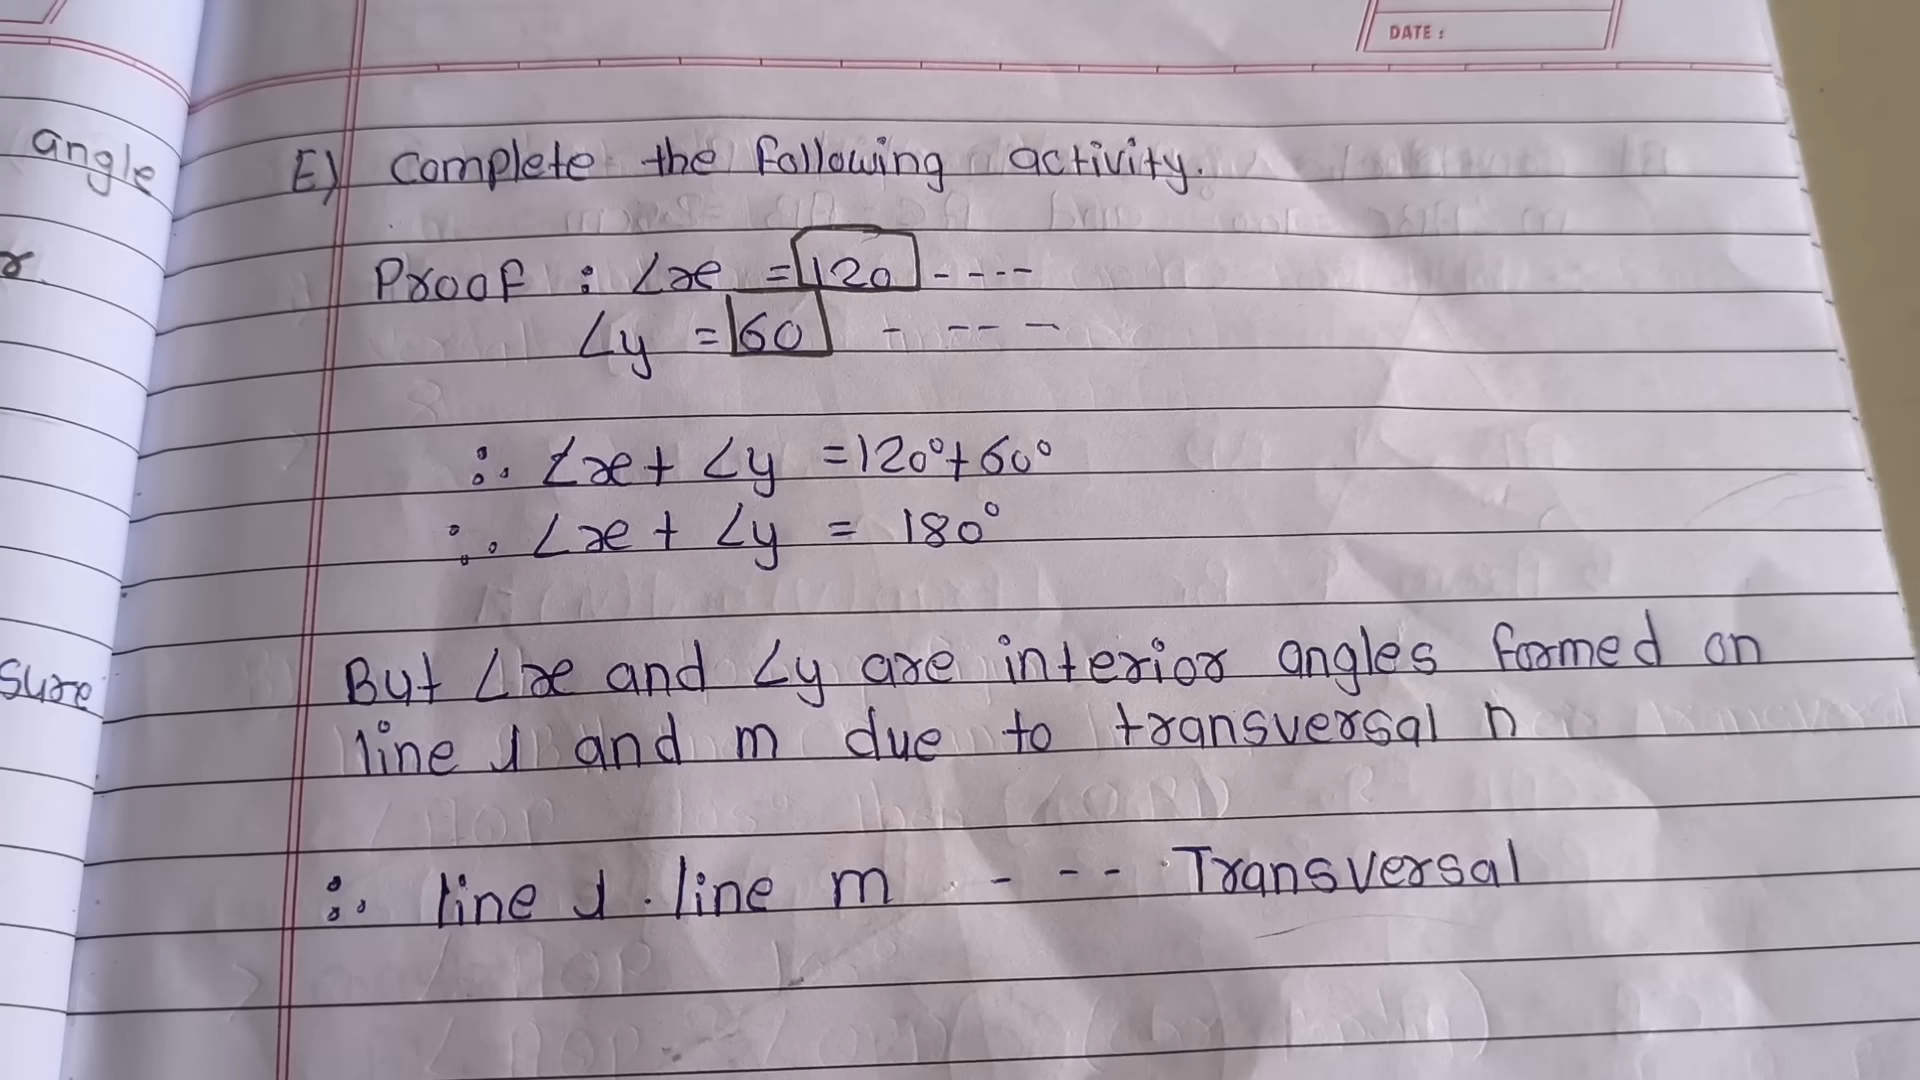 DATE :
angle
r
sure
E) Complete the following activity.
Proof : ∠x = 120 ----
∠y = 60 - -- -
∴ ∠x + ∠y = 120° + 60°
∴ ∠x + ∠y = 180°
But ∠x and ∠y are interior angles formed on
line l and m due to transversal n
∴ line l . line m - - - Transversal